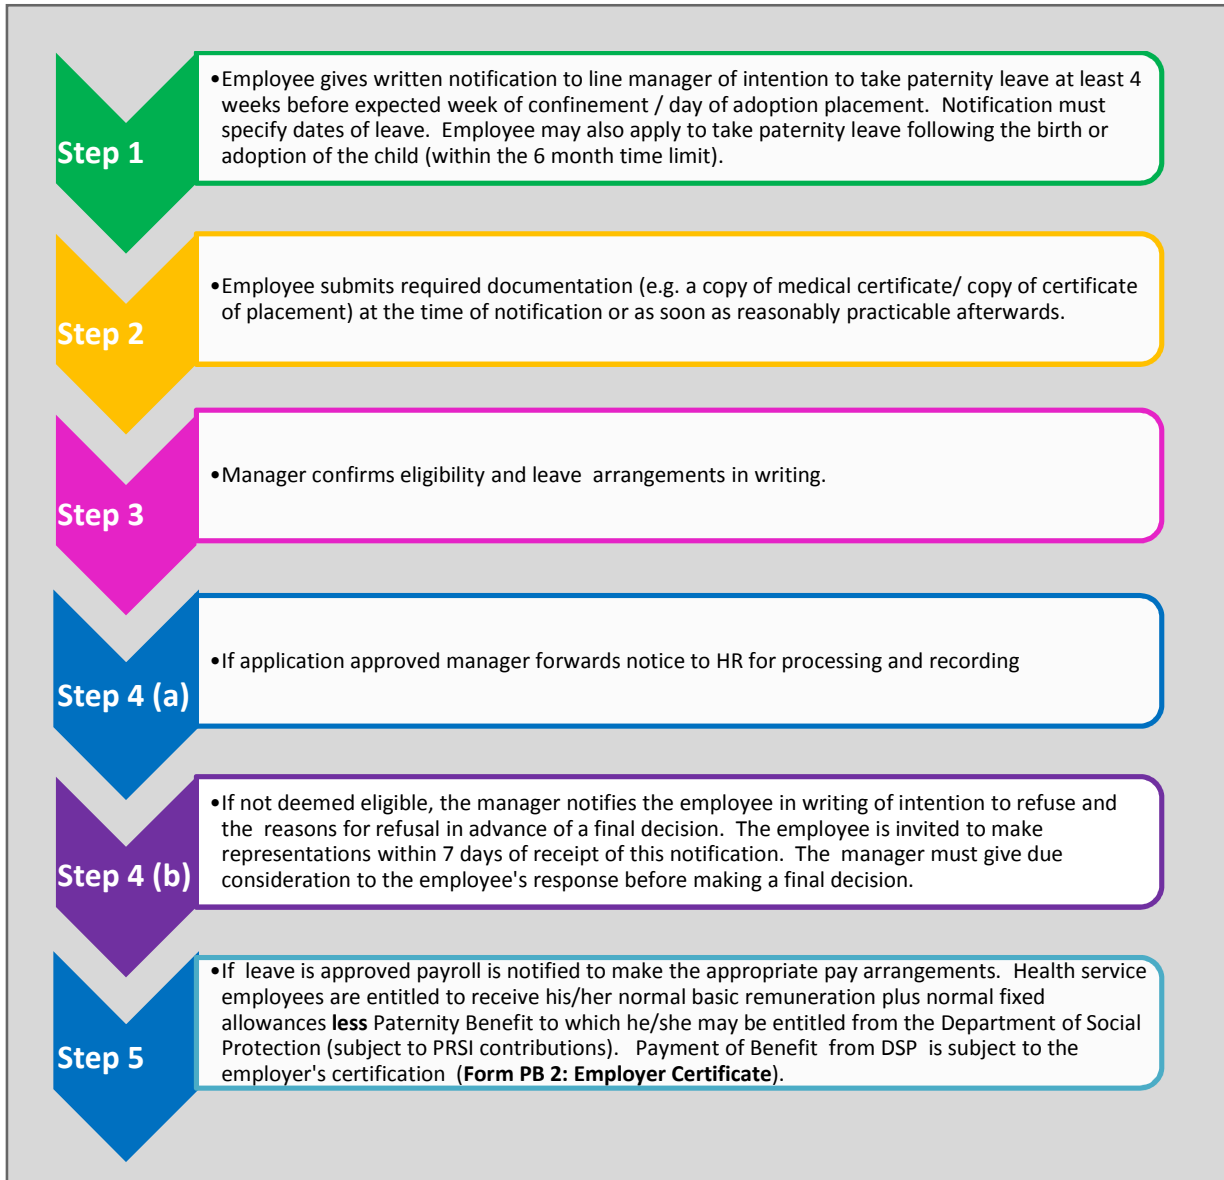 Step 1
•Employee gives written notification to line manager of intention to take paternity leave at least 4
weeks before expected week of confinement / day of adoption placement.  Notification must
specify dates of leave.  Employee may also apply to take paternity leave following the birth or
adoption of the child (within the 6 month time limit).
Step 2
•Employee submits required documentation (e.g. a copy of medical certificate/ copy of certificate
of placement) at the time of notification or as soon as reasonably practicable afterwards.
Step 3
•Manager confirms eligibility and leave  arrangements in writing.
Step 4 (a)
•If application approved manager forwards notice to HR for processing and recording
Step 4 (b)
•If not deemed eligible, the manager notifies the employee in writing of intention to refuse and
the  reasons for refusal in advance of a final decision.  The employee is invited to make
representations within 7 days of receipt of this notification.  The  manager must give due
consideration to the employee's response before making a final decision.
Step 5
•If  leave is approved payroll is notified to make the appropriate pay arrangements.  Health service
employees are entitled to receive his/her normal basic remuneration plus normal fixed
allowances less Paternity Benefit to which he/she may be entitled from the Department of Social
Protection (subject to PRSI contributions).   Payment of Benefit  from DSP  is subject to the
employer's certification  (Form PB 2: Employer Certificate).